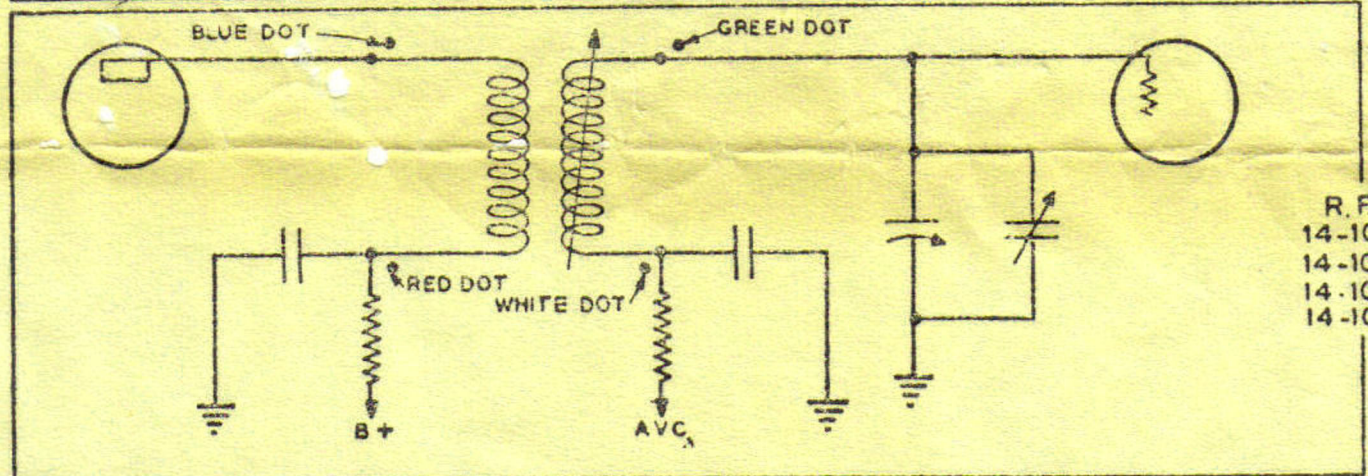 BLUE DOT
GREEN DOT
RED DOT
WHITE DOT
B+
AVC
R.F
14-10
14-10
14-10
14-10